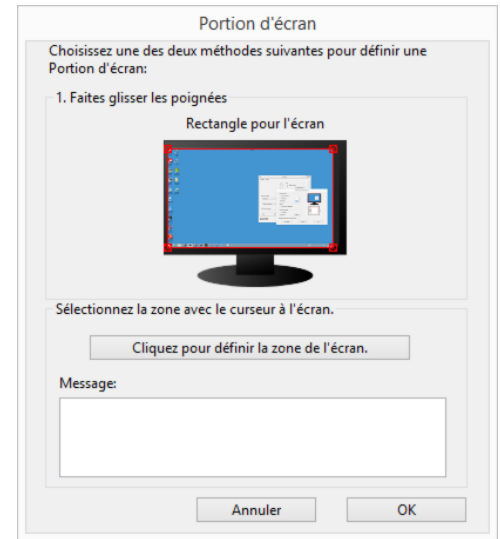 Portion d'écran
Choisissez une des deux méthodes suivantes pour définir une
Portion d'écran:
1. Faites glisser les poignées
Rectangle pour l'écran
Sélectionnez la zone avec le curseur à l'écran.
Cliquez pour définir la zone de l'écran.
Message:
Annuler
OK